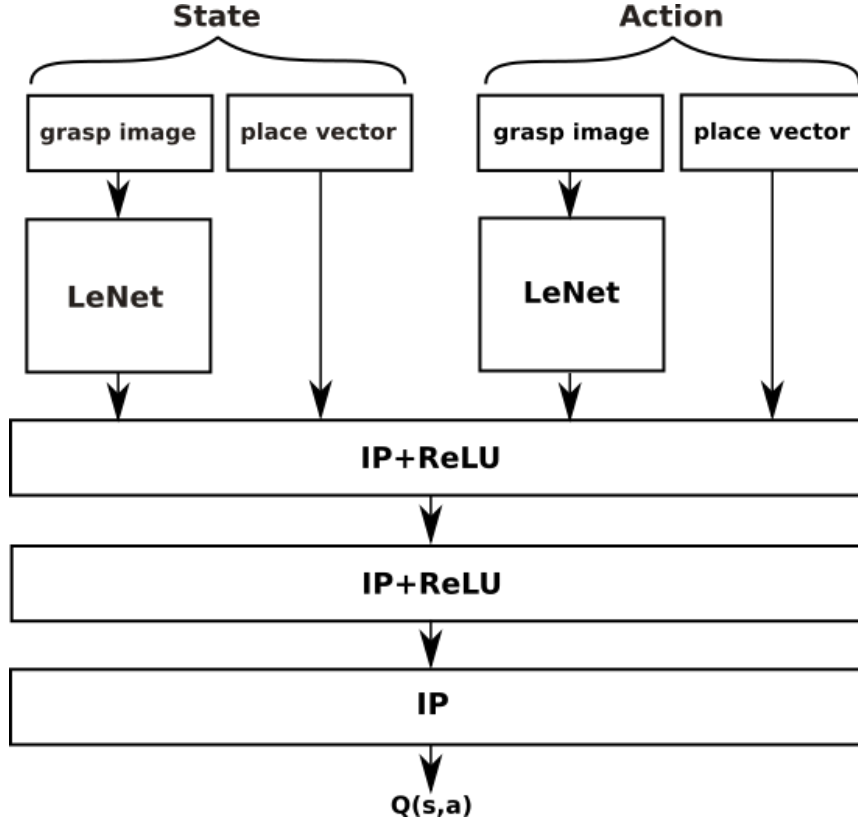 State
Action
grasp image
place vector
grasp image
place vector
LeNet
LeNet
IP+ReLU
IP+ReLU
IP
Q(s,a)